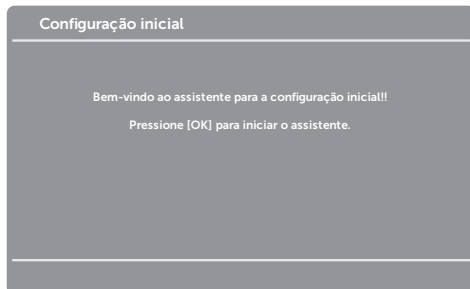 Configuração inicial
Bem-vindo ao assistente para a configuração inicial!!
Pressione [OK] para iniciar o assistente.